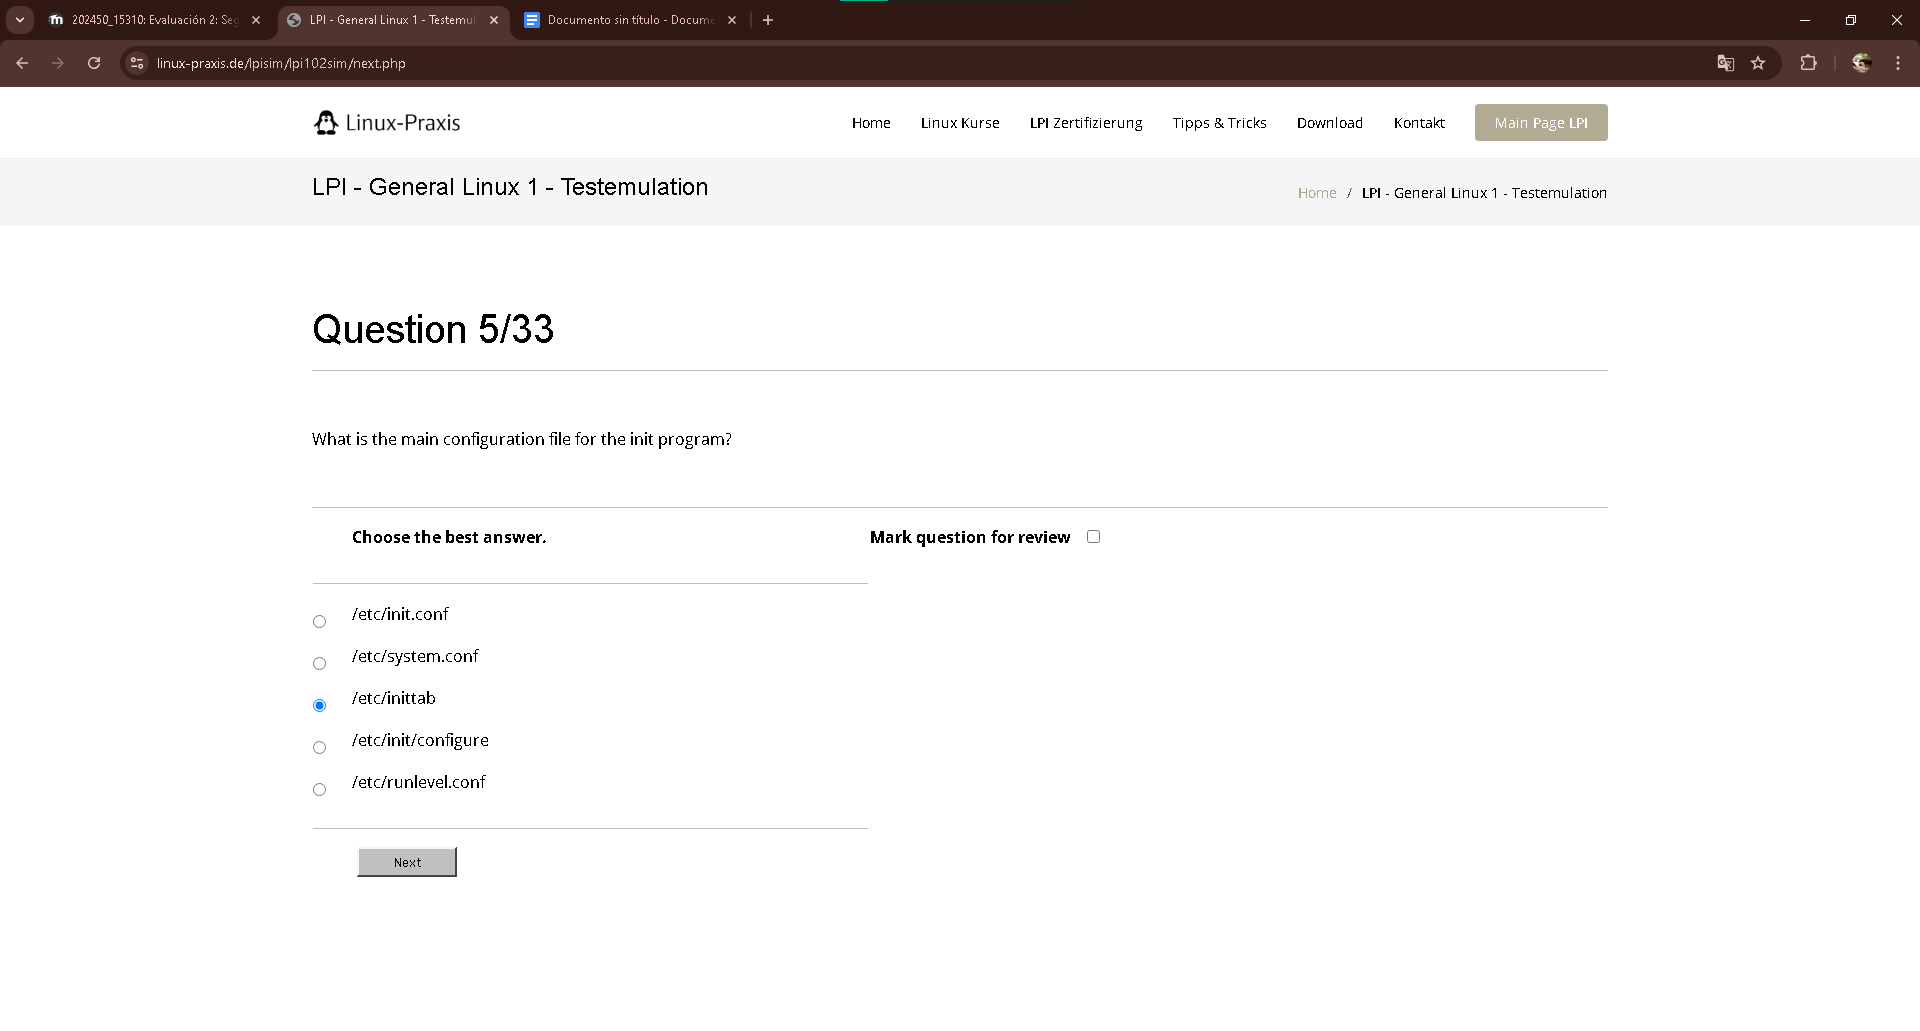 202450_15310: Evaluación 2: Seg
LPI - General Linux 1 - Testemul
Documento sin título - Docume
linux-praxis.de/lpisim/lpi102sim/next.php
Linux-Praxis
Home
Linux Kurse
LPI Zertifizierung
Tipps & Tricks
Download
Kontakt
Main Page LPI
LPI - General Linux 1 - Testemulation
Home / LPI - General Linux 1 - Testemulation
Question 5/33
What is the main configuration file for the init program?
Choose the best answer.
Mark question for review
/etc/init.conf
/etc/system.conf
/etc/inittab
/etc/init/configure
/etc/runlevel.conf
Next